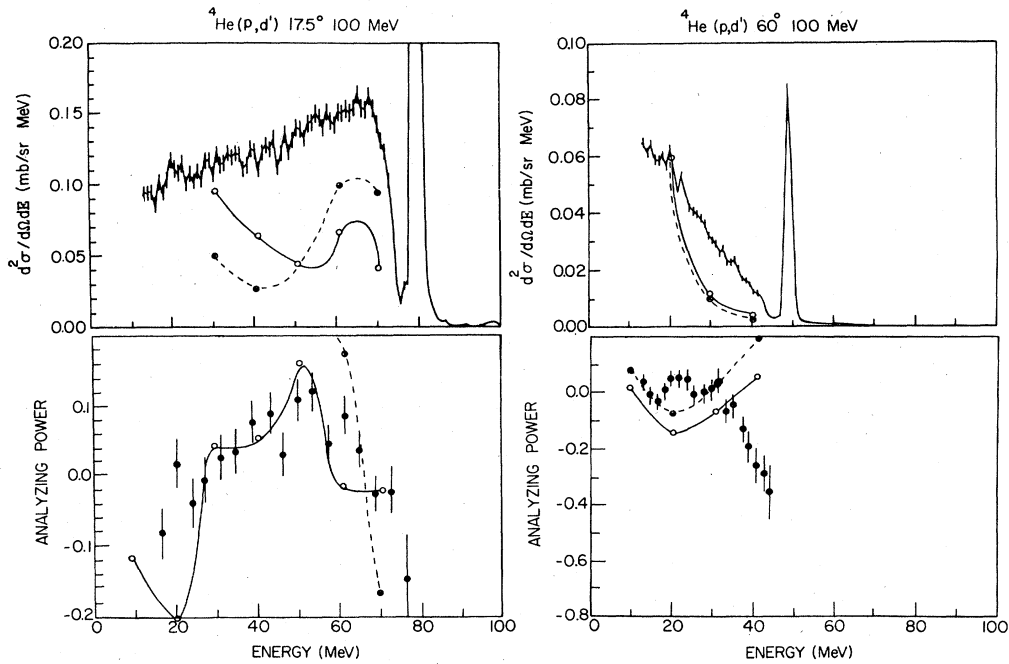 ⁴He(p,d') 17.5° 100 MeV
0.20
0.15
0.10
0.05
0.00
d²σ/dΩdE (mb/sr MeV)
0.1
0.0
-0.1
-0.2
ANALYZING POWER
0 20 40 60 80 100
ENERGY (MeV)
⁴He (p,d') 60° 100 MeV
0.10
0.08
0.06
0.04
0.02
0.00
d²σ/dΩdE (mb/sr MeV)
0.0
-0.2
-0.4
-0.6
-0.8
ANALYZING POWER
0 20 40 60 80 100
ENERGY (MeV)